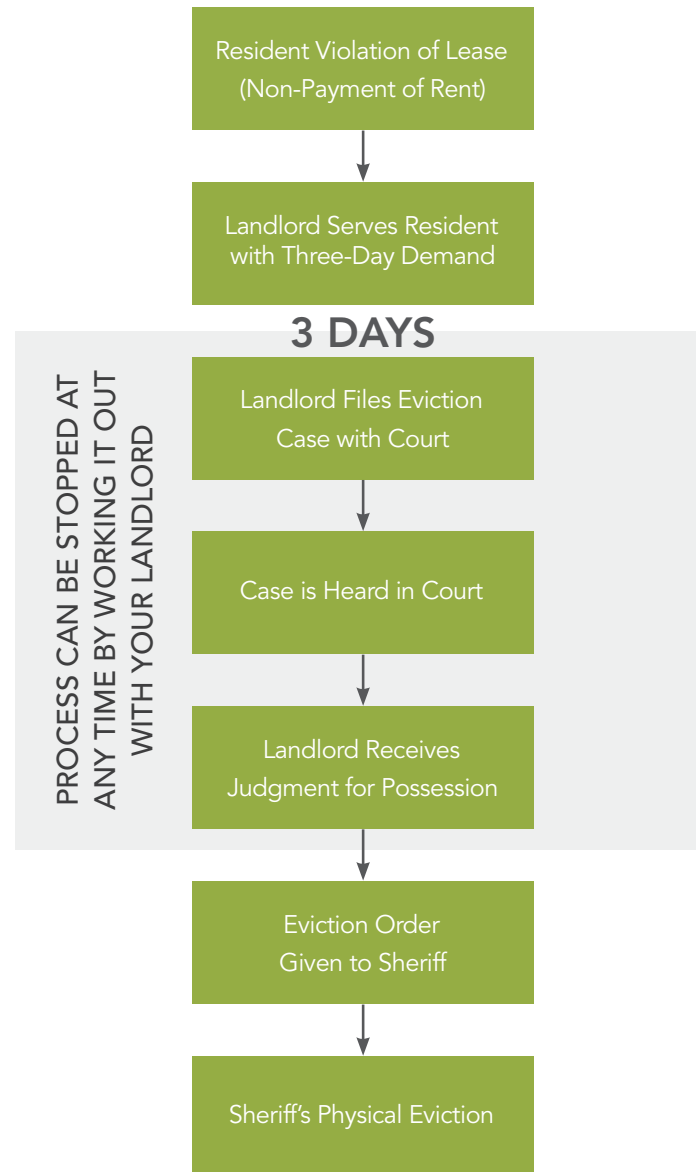 Resident Violation of Lease
(Non-Payment of Rent)
Landlord Serves Resident
with Three-Day Demand
3 DAYS
PROCESS CAN BE STOPPED AT
ANY TIME BY WORKING IT OUT
WITH YOUR LANDLORD
Landlord Files Eviction
Case with Court
Case is Heard in Court
Landlord Receives
Judgment for Possession
Eviction Order
Given to Sheriff
Sheriff’s Physical Eviction